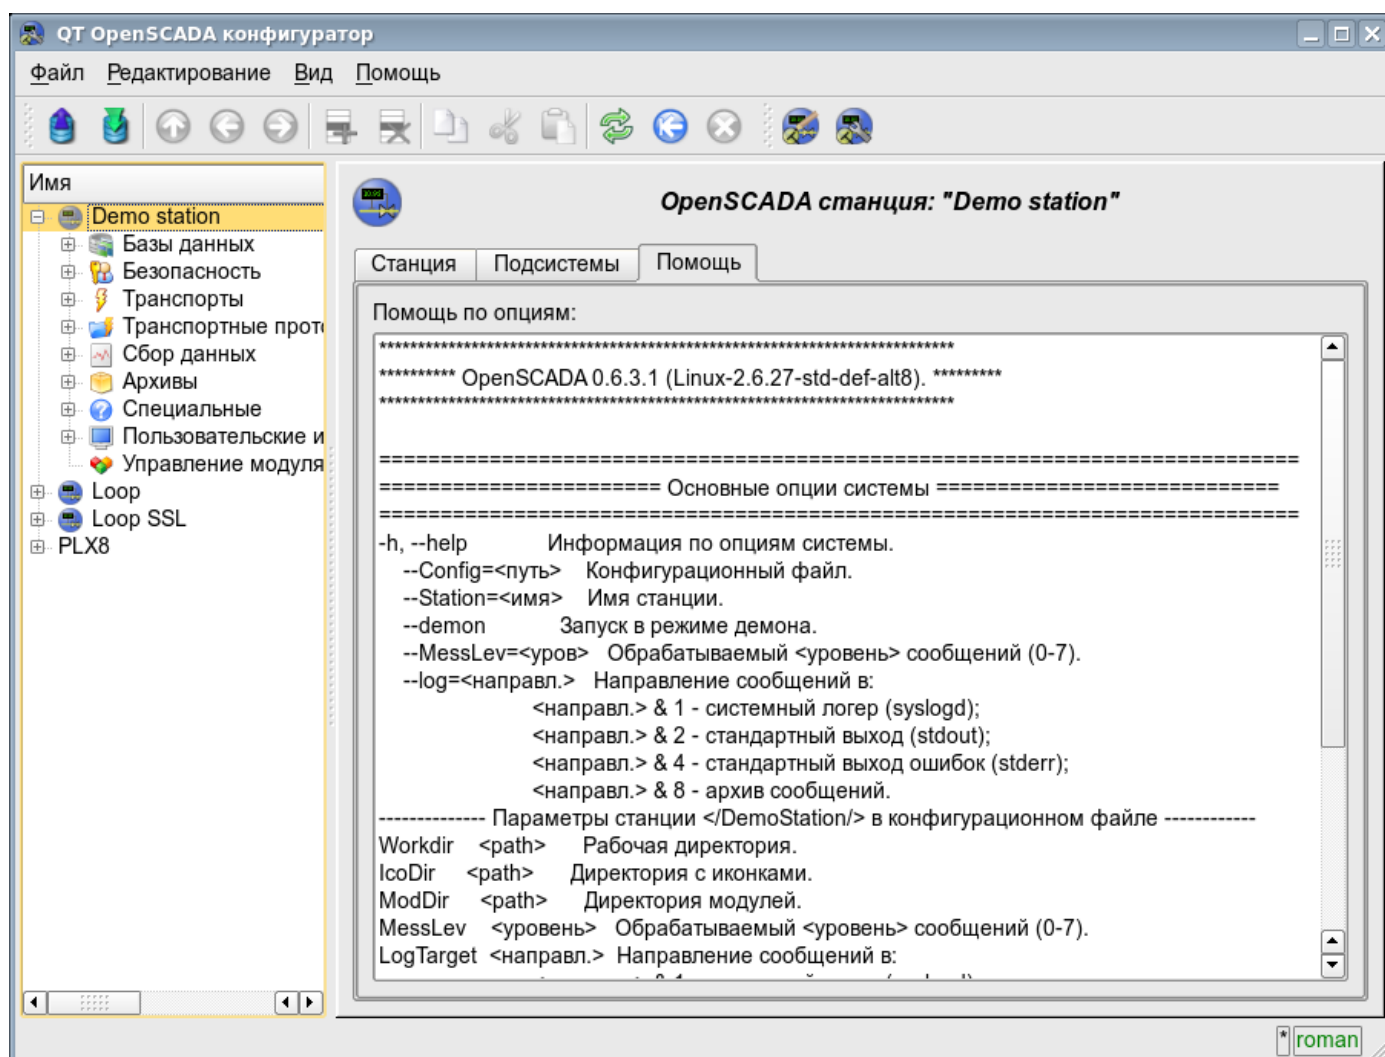 QT OpenSCADA конфигуратор
Файл Редактирование Вид Помощь
Имя
Demo station
Базы данных
Безопасность
Транспорты
Транспортные прот
Сбор данных
Архивы
Специальные
Пользовательские и
Управление модуля
Loop
Loop SSL
PLX8
OpenSCADA станция: "Demo station"
Станция Подсистемы Помощь
Помощь по опциям:
***************************************************************************
********** OpenSCADA 0.6.3.1 (Linux-2.6.27-std-def-alt8). *********
***************************************************************************
===========================================================================
======================= Основные опции системы ============================
===========================================================================
-h, --help Информация по опциям системы.
--Config=<путь> Конфигурационный файл.
--Station=<имя> Имя станции.
--demon Запуск в режиме демона.
--MessLev=<уров> Обрабатываемый <уровень> сообщений (0-7).
--log=<направл.> Направление сообщений в:
<направл.> & 1 - системный логер (syslogd);
<направл.> & 2 - стандартный выход (stdout);
<направл.> & 4 - стандартный выход ошибок (stderr);
<направл.> & 8 - архив сообщений.
-------------- Параметры станции </DemoStation/> в конфигурационном файле ------------
Workdir <path> Рабочая директория.
IcoDir <path> Директория с иконками.
ModDir <path> Директория модулей.
MessLev <уровень> Обрабатываемый <уровень> сообщений (0-7).
LogTarget <направл.> Направление сообщений в:
* roman